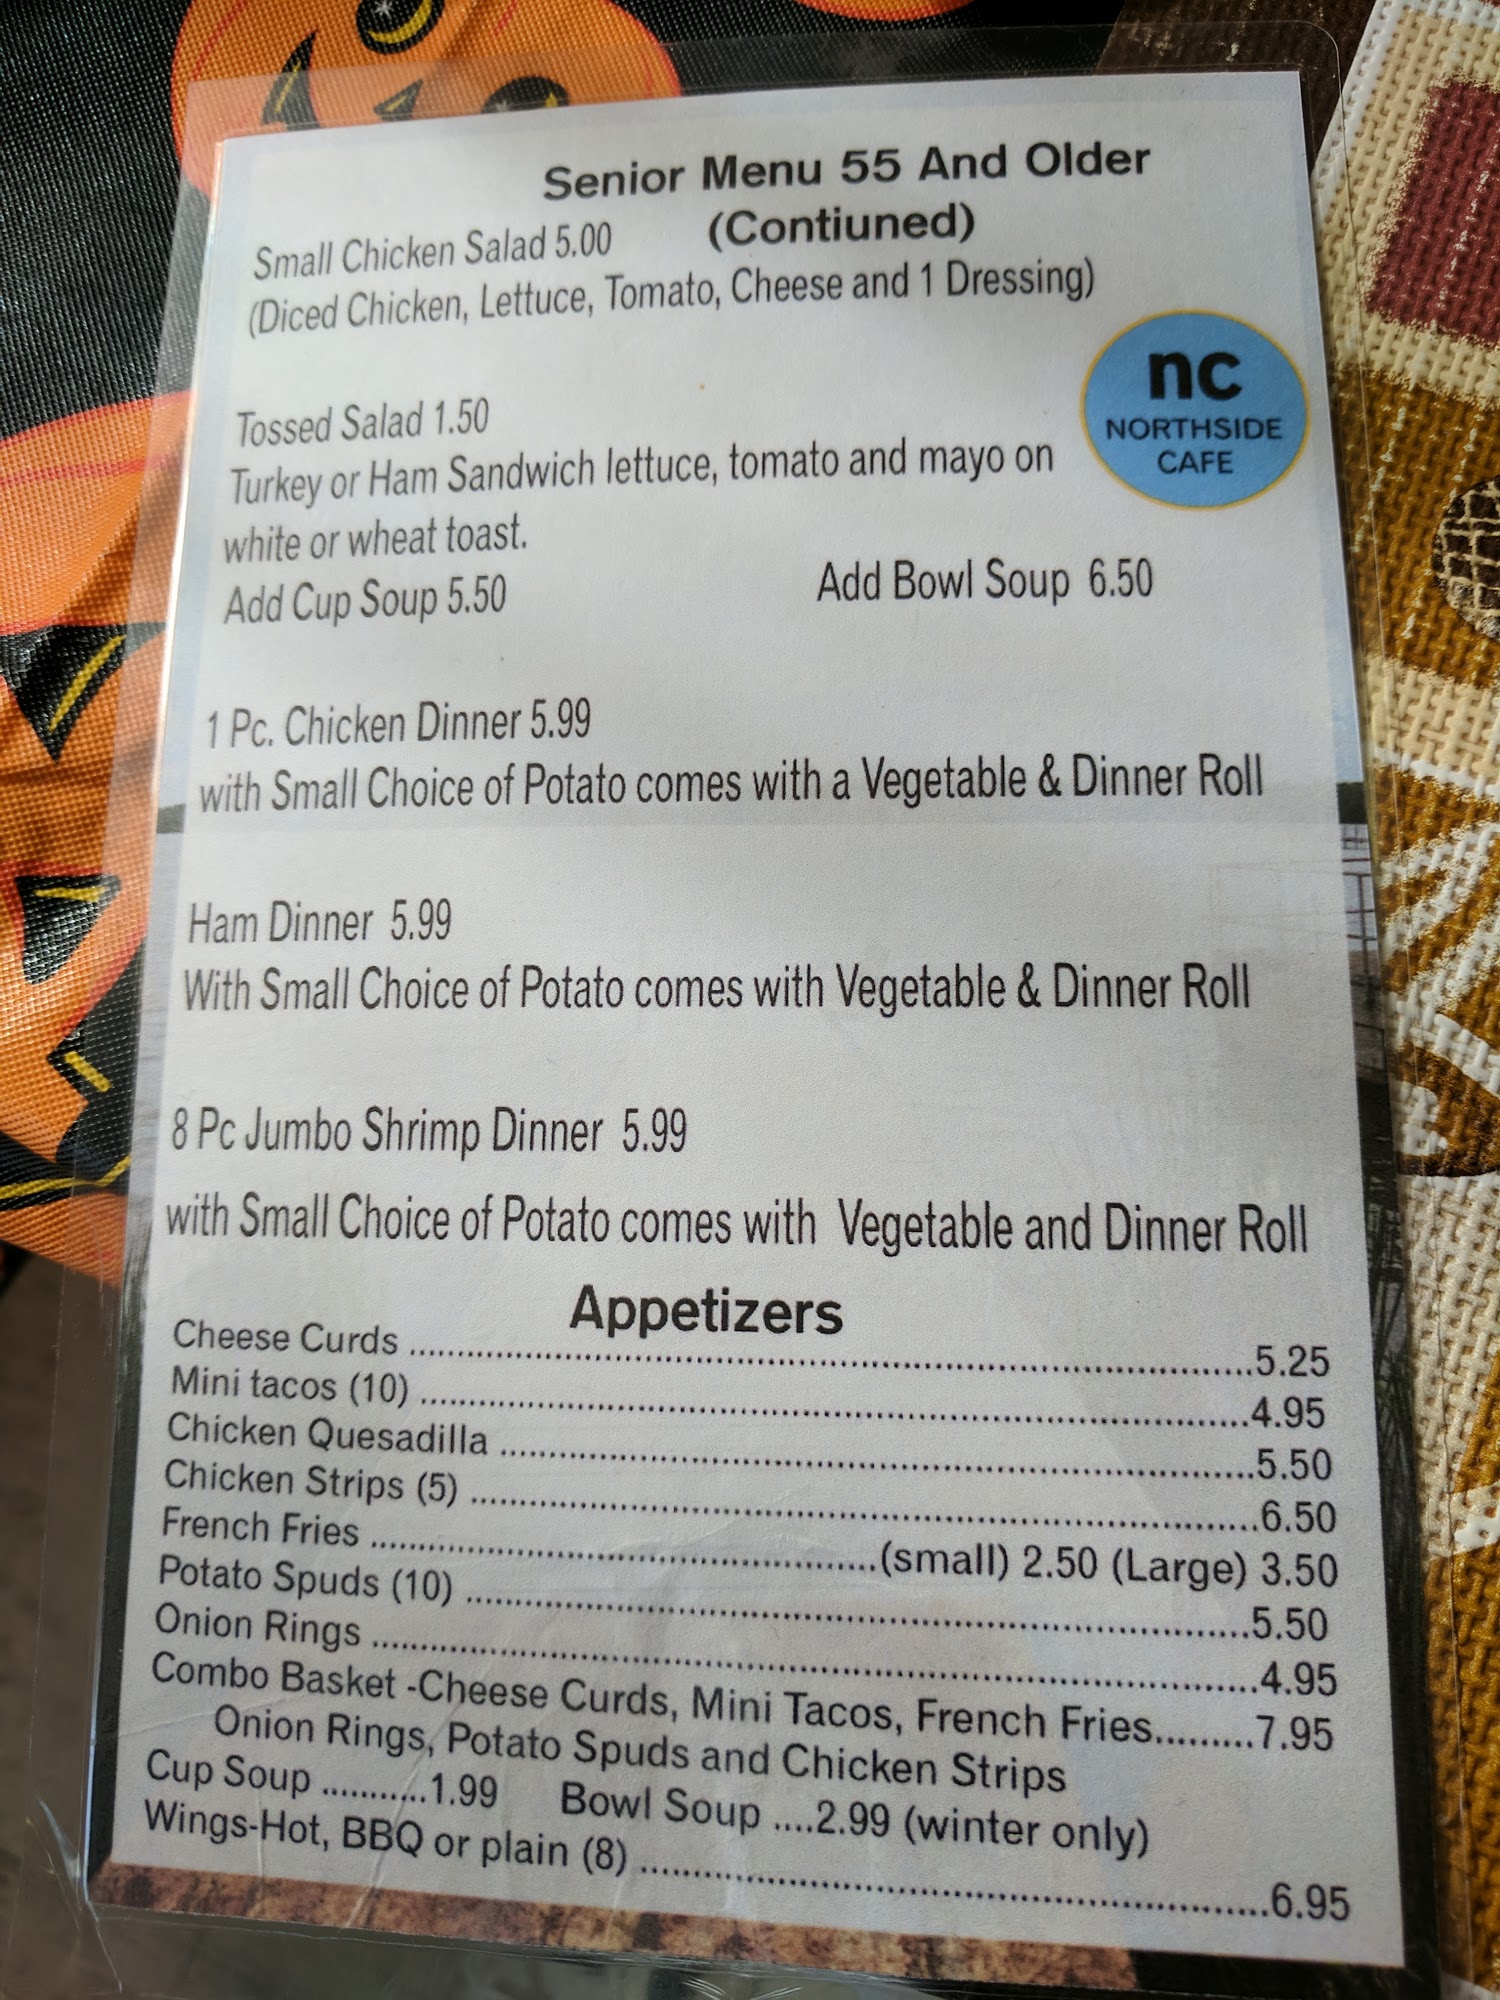 Senior Menu 55 And Older
(Contiuned)
Small Chicken Salad 5.00
(Diced Chicken, Lettuce, Tomato, Cheese and 1 Dressing)
nc
NORTHSIDE
CAFE
Tossed Salad 1.50
Turkey or Ham Sandwich lettuce, tomato and mayo on
white or wheat toast.
Add Cup Soup 5.50 Add Bowl Soup 6.50
1 Pc. Chicken Dinner 5.99
with Small Choice of Potato comes with a Vegetable & Dinner Roll
Ham Dinner 5.99
With Small Choice of Potato comes with Vegetable & Dinner Roll
8 Pc Jumbo Shrimp Dinner 5.99
with Small Choice of Potato comes with Vegetable and Dinner Roll
Appetizers
Cheese Curds ........................................5.25
Mini tacos (10) ........................................4.95
Chicken Quesadilla ........................................5.50
Chicken Strips (5) ........................................6.50
French Fries ........................................(small) 2.50 (Large) 3.50
Potato Spuds (10) ........................................5.50
Onion Rings ........................................4.95
Combo Basket -Cheese Curds, Mini Tacos, French Fries.........7.95
Onion Rings, Potato Spuds and Chicken Strips
Cup Soup ...........1.99 Bowl Soup ....2.99 (winter only)
Wings-Hot, BBQ or plain (8) ........................................6.95